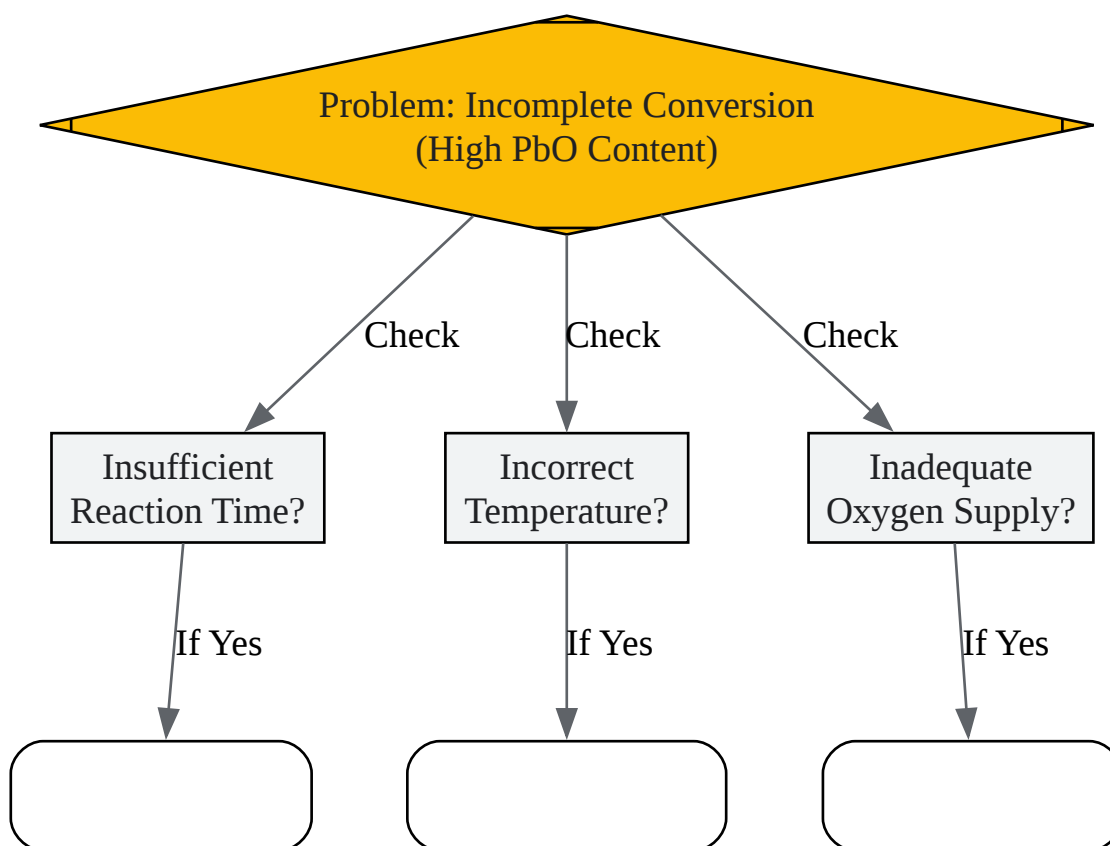 Problem: Incomplete Conversion
(High PbO Content)
Check
Check
Check
Insufficient
Reaction Time?
Incorrect
Temperature?
Inadequate
Oxygen Supply?
If Yes
If Yes
If Yes